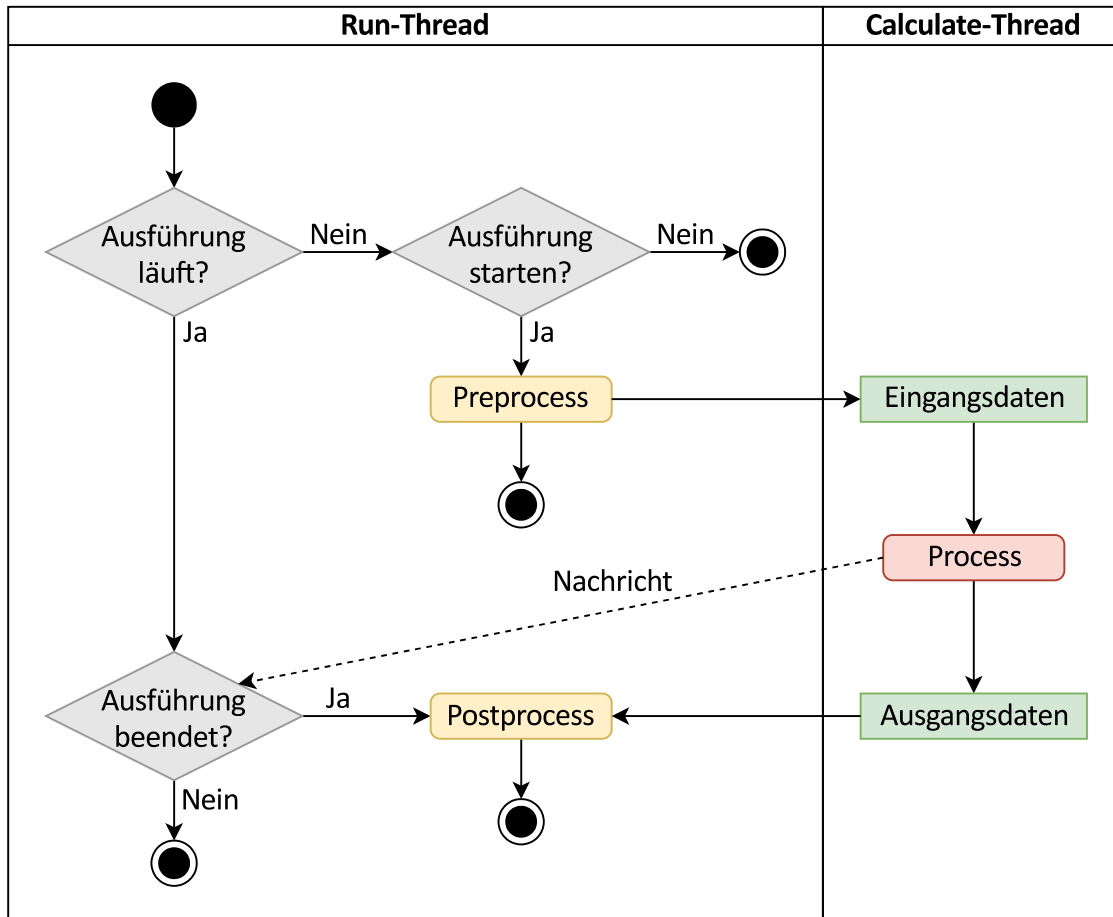 Run-Thread
Calculate-Thread
Ausführung
läuft?
Nein
Ausführung
starten?
Nein
Ja
Ja
Preprocess
Eingangsdaten
Process
Nachricht
Ausführung
beendet?
Ja
Postprocess
Ausgangsdaten
Nein